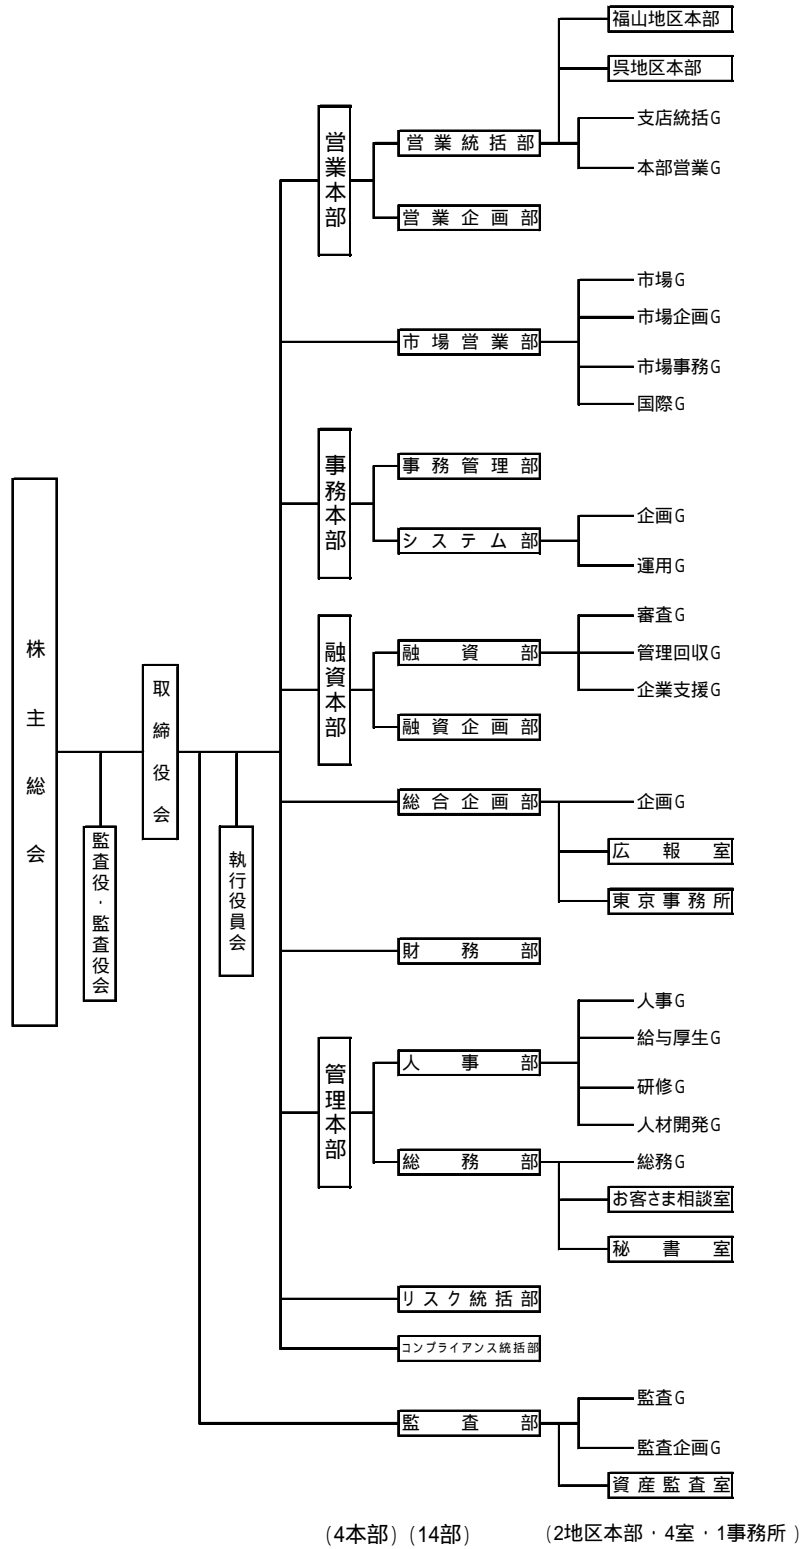 株主総会
監査役・監査役会
取締役会
執行役員会
営業本部
営業統括部
福山地区本部
呉地区本部
支店統括G
本部営業G
営業企画部
市場営業部
市場G
市場企画G
市場事務G
国際G
事務本部
事務管理部
システム部
企画G
運用G
融資本部
融資部
審査G
管理回収G
企業支援G
融資企画部
総合企画部
企画G
広報室
東京事務所
財務部
管理本部
人事部
人事G
給与厚生G
研修G
人材開発G
総務部
総務G
お客さま相談室
秘書室
リスク統括部
コンプライアンス統括部
監査部
監査G
監査企画G
資産監査室
(4本部) (14部) (2地区本部・4室・1事務所)